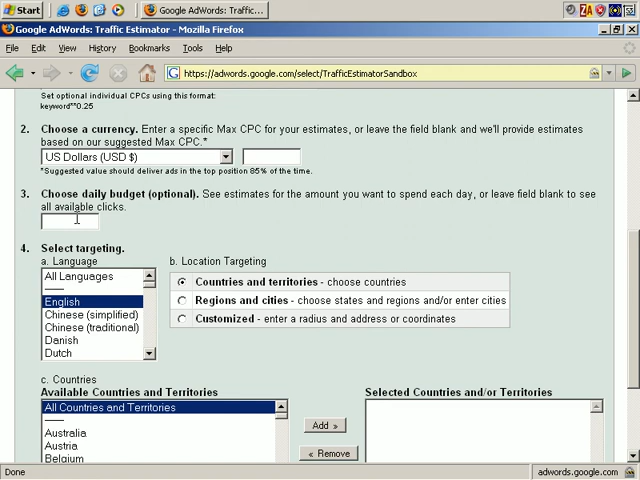 Start
Google AdWords: Traffic...
Google AdWords: Traffic Estimator - Mozilla Firefox
File Edit View History Bookmarks Tools Help
https://adwords.google.com/select/TrafficEstimatorSandbox
Set optional individual CPCs using this format:
keyword**0.25
2. Choose a currency. Enter a specific Max CPC for your estimates, or leave the field blank and we'll provide estimates
based on our suggested Max CPC.*
US Dollars (USD $)
*Suggested value should deliver ads in the top position 85% of the time.
3. Choose daily budget (optional). See estimates for the amount you want to spend each day, or leave field blank to see
all available clicks.
4. Select targeting.
a. Language
All Languages
English
Chinese (simplified)
Chinese (traditional)
Danish
Dutch
b. Location Targeting
Countries and territories - choose countries
Regions and cities - choose states and regions and/or enter cities
Customized - enter a radius and address or coordinates
c. Countries
Available Countries and Territories
All Countries and Territories
Australia
Austria
Belgium
Add »
« Remove
Selected Countries and/or Territories
Done
adwords.google.com